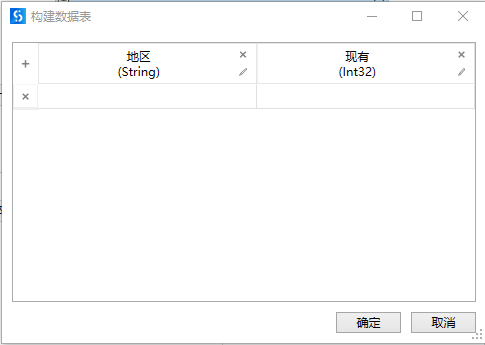 构建数据表
地区
(String)
现有
(Int32)
确定
取消